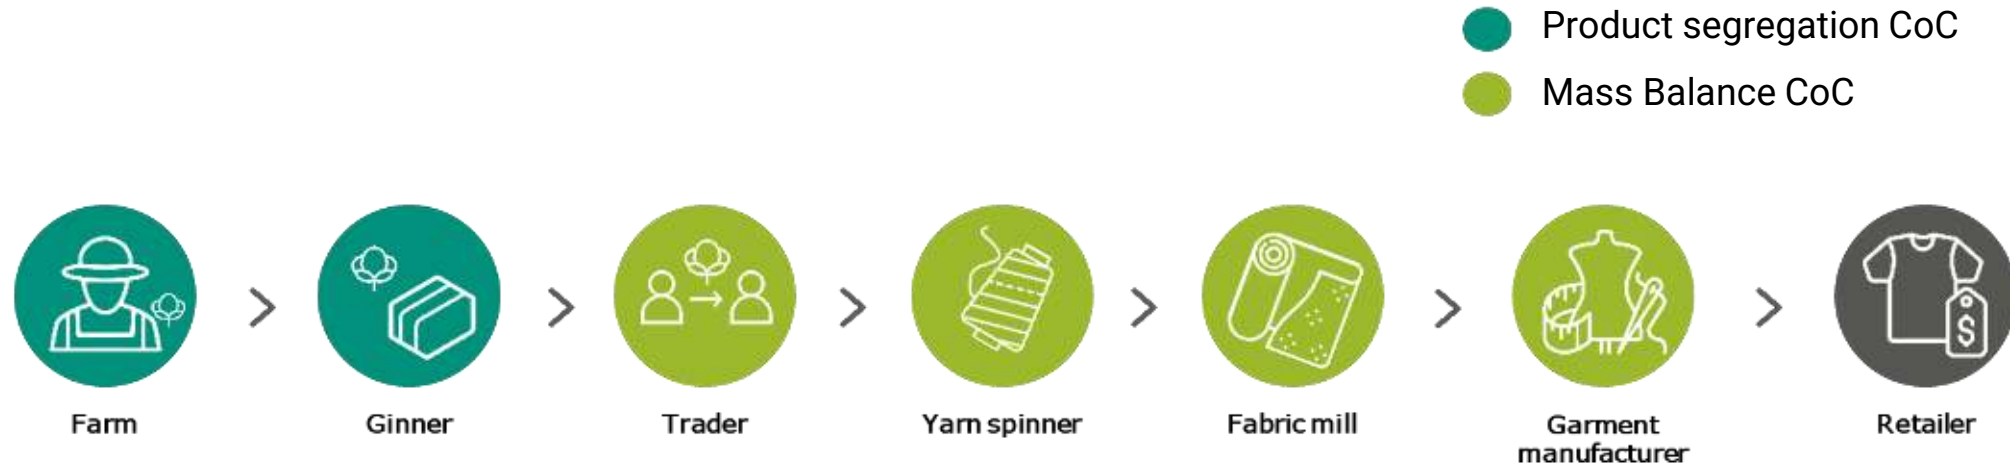 Product segregation CoC
Mass Balance CoC
$
Farm
Ginner
Trader
Yarn spinner
Fabric mill
Garment
manufacturer
Retailer